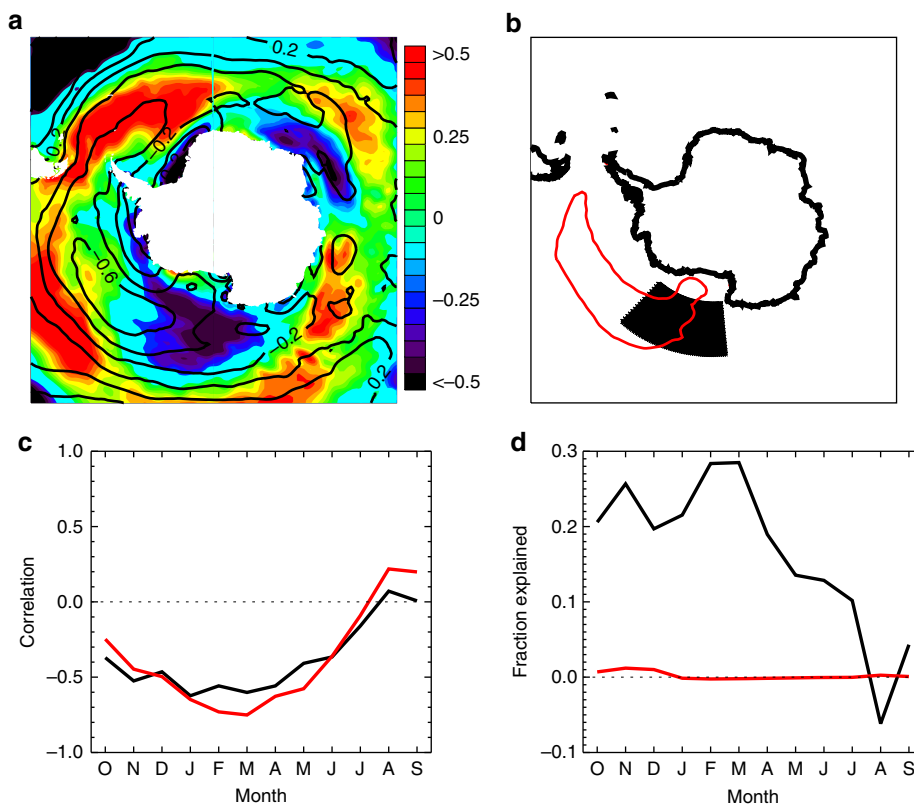 a
0.2
0.2
−0.2
−0.6
−0.2
0.2
>0.5
0.25
0
−0.25
<−0.5
b
c
1.0
0.5
0.0
−0.5
−1.0
Correlation
O N D J F M A M J J A S
Month
d
0.3
0.2
0.1
0.0
−0.1
Fraction explained
O N D J F M A M J J A S
Month